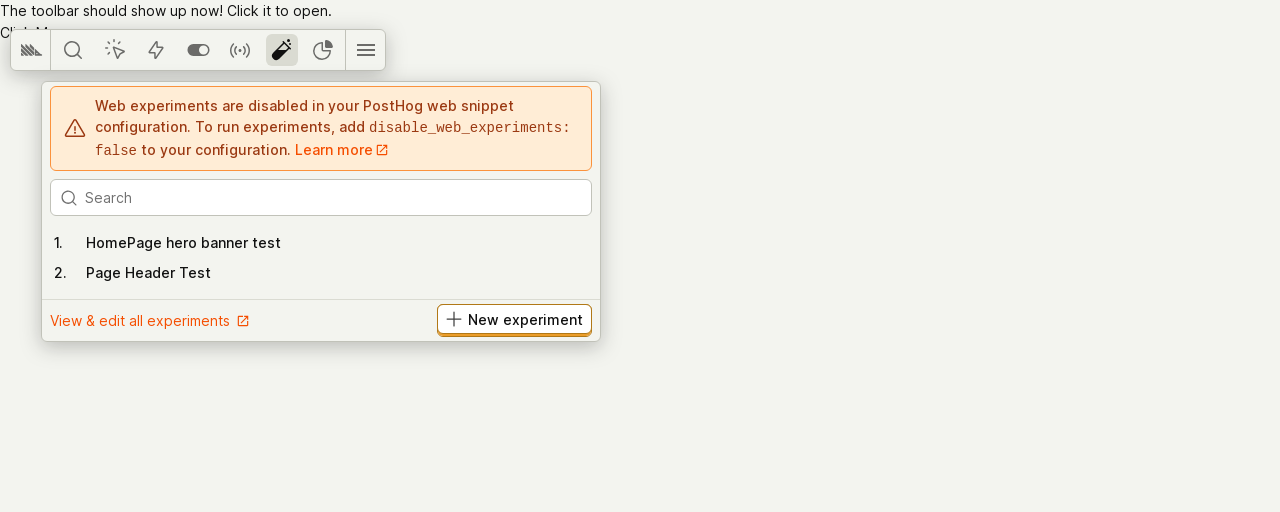 The toolbar should show up now! Click it to open.
Web experiments are disabled in your PostHog web snippet
configuration. To run experiments, add disable_web_experiments:
false to your configuration. Learn more
Search
1. HomePage hero banner test
2. Page Header Test
View & edit all experiments
New experiment